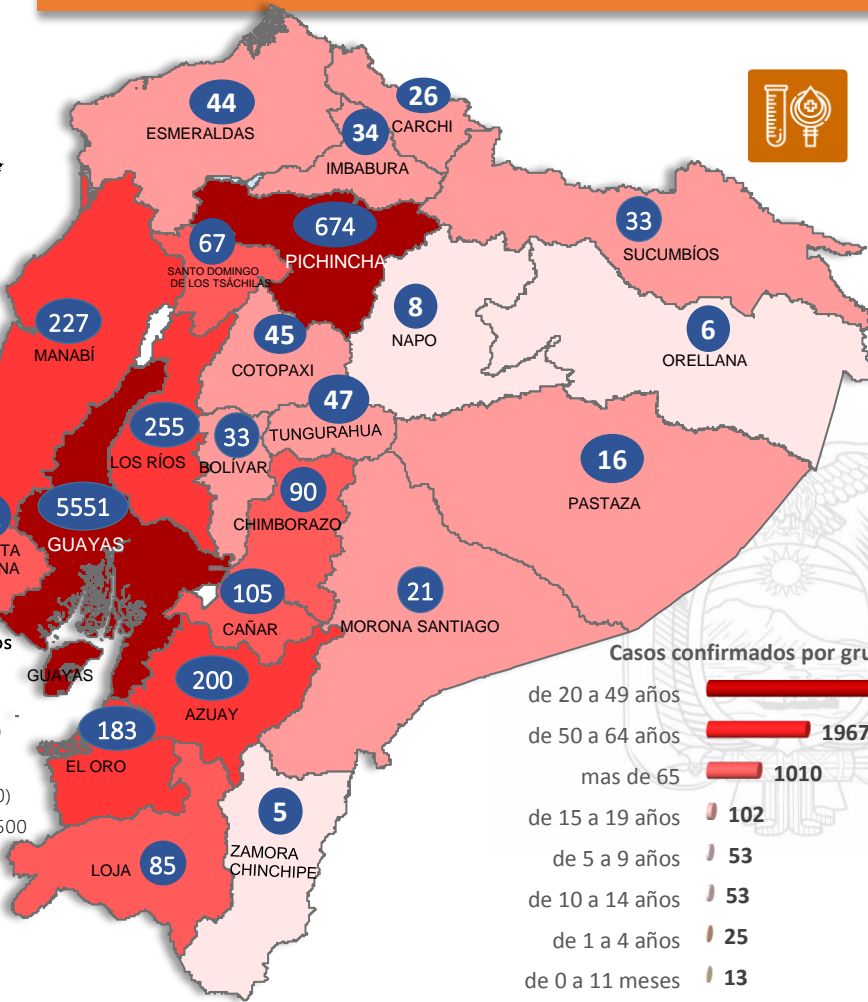 44
ESMERALDAS
26
CARCHI
34
IMBABURA
33
SUCUMBÍOS
674
PICHINCHA
67
SANTO DOMINGO
DE LOS TSÁCHILAS
8
NAPO
6
ORELLANA
227
MANABÍ
45
COTOPAXI
47
TUNGURAHUA
255
LOS RÍOS
33
BOLÍVAR
16
PASTAZA
90
CHIMBORAZO
5551
GUAYAS
TA
NA
105
CAÑAR
21
MORONA SANTIAGO
os
GUAYAS
200
AZUAY
183
EL ORO
0)
500
5
ZAMORA
CHINCHIPE
LOJA
85
Casos confirmados por gru
de 20 a 49 años
de 50 a 64 años 1967
mas de 65 1010
de 15 a 19 años 102
de 5 a 9 años 53
de 10 a 14 años 53
de 1 a 4 años 25
de 0 a 11 meses 13